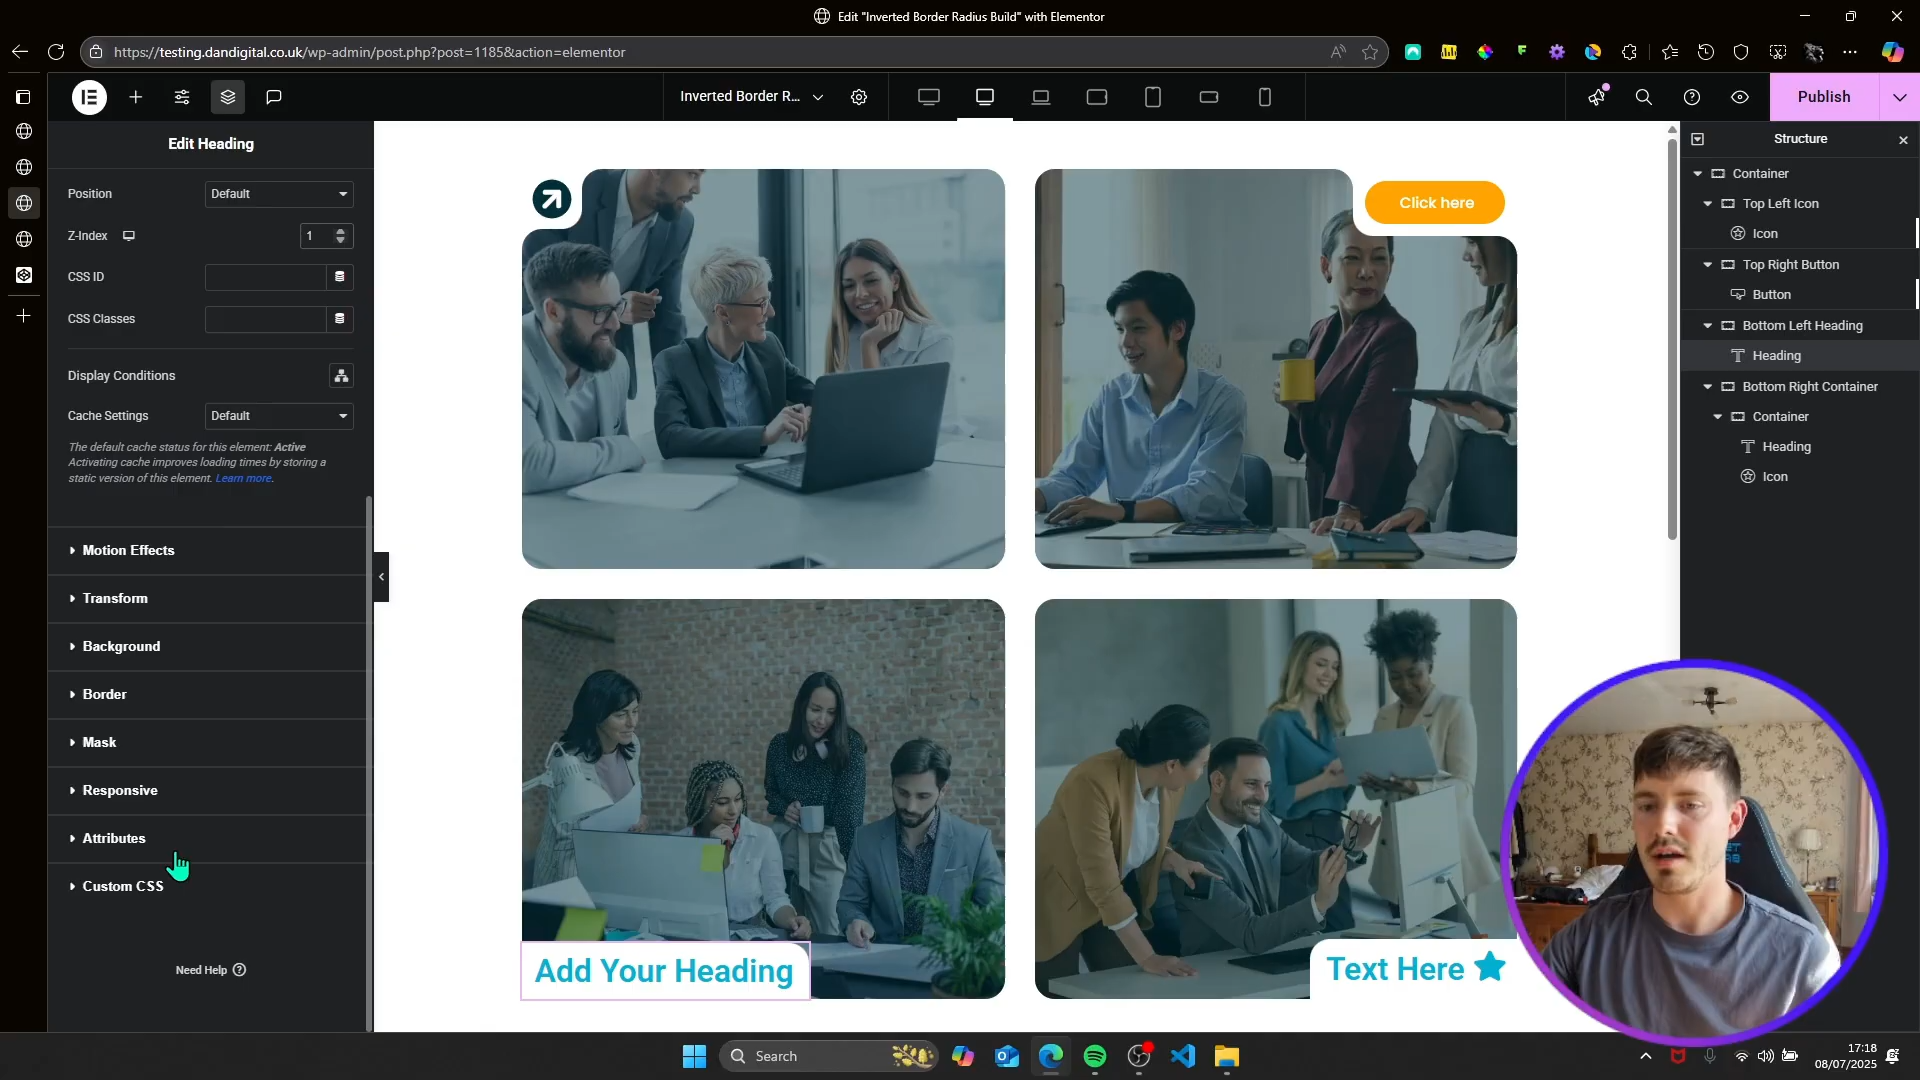 Edit "Inverted Border Radius Build" with Elementor
https://testing.dandigital.co.uk/wp-admin/post.php?post=1185&action=elementor
Inverted Border R...
Publish
Edit Heading
Position
Default
Z-Index
1
CSS ID
CSS Classes
Display Conditions
Cache Settings
Default
The default cache status for this element: Active
Activating cache improves loading times by storing a
static version of this element. Learn more.
Motion Effects
Transform
Background
Border
Mask
Responsive
Attributes
Custom CSS
Need Help
Click here
Add Your Heading
Text Here
Structure
Container
Top Left Icon
Icon
Top Right Button
Button
Bottom Left Heading
Heading
Bottom Right Container
Container
Heading
Icon
Search
17:18
08/07/2025